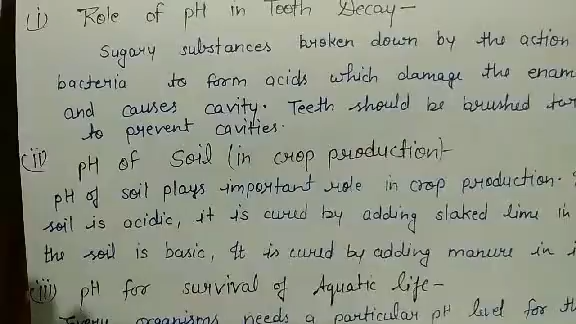 (i) Role of pH in Tooth Decay -
Sugary substances broken down by the action
bacteria to form acids which damage the enam
and causes cavity. Teeth should be brushed
to prevent cavities.
(ii) pH of Soil (in crop production) -
pH of soil plays important role in crop production.
soil is acidic, it is cured by adding slaked lime in
the soil is basic, It is cured by adding manure in i
(iii) pH for survival of Aquatic life -
Every organisms needs a particular pH level for